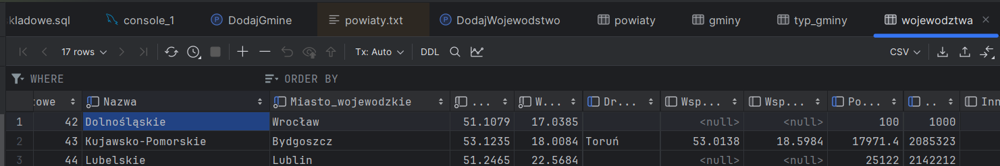 kladowe.sql console_1 DodajGmine powiaty.txt DodajWojewodstwo powiaty gminy typ_gminy wojewodztwa
17 rows Tx: Auto DDL CSV
WHERE ORDER BY
owe Nazwa Miasto_wojewodzkie ... W... Dr... Wsp... Wsp... Po... .. Inn
1 42 Dolnośląskie Wrocław 51.1079 17.0385 <null> <null> 100 1000
2 43 Kujawsko-Pomorskie Bydgoszcz 53.1235 18.0084 Toruń 53.0138 18.5984 17971.4 2085323
3 44 Lubelskie Lublin 51.2465 22.5684 <null> <null> 25122 2142212